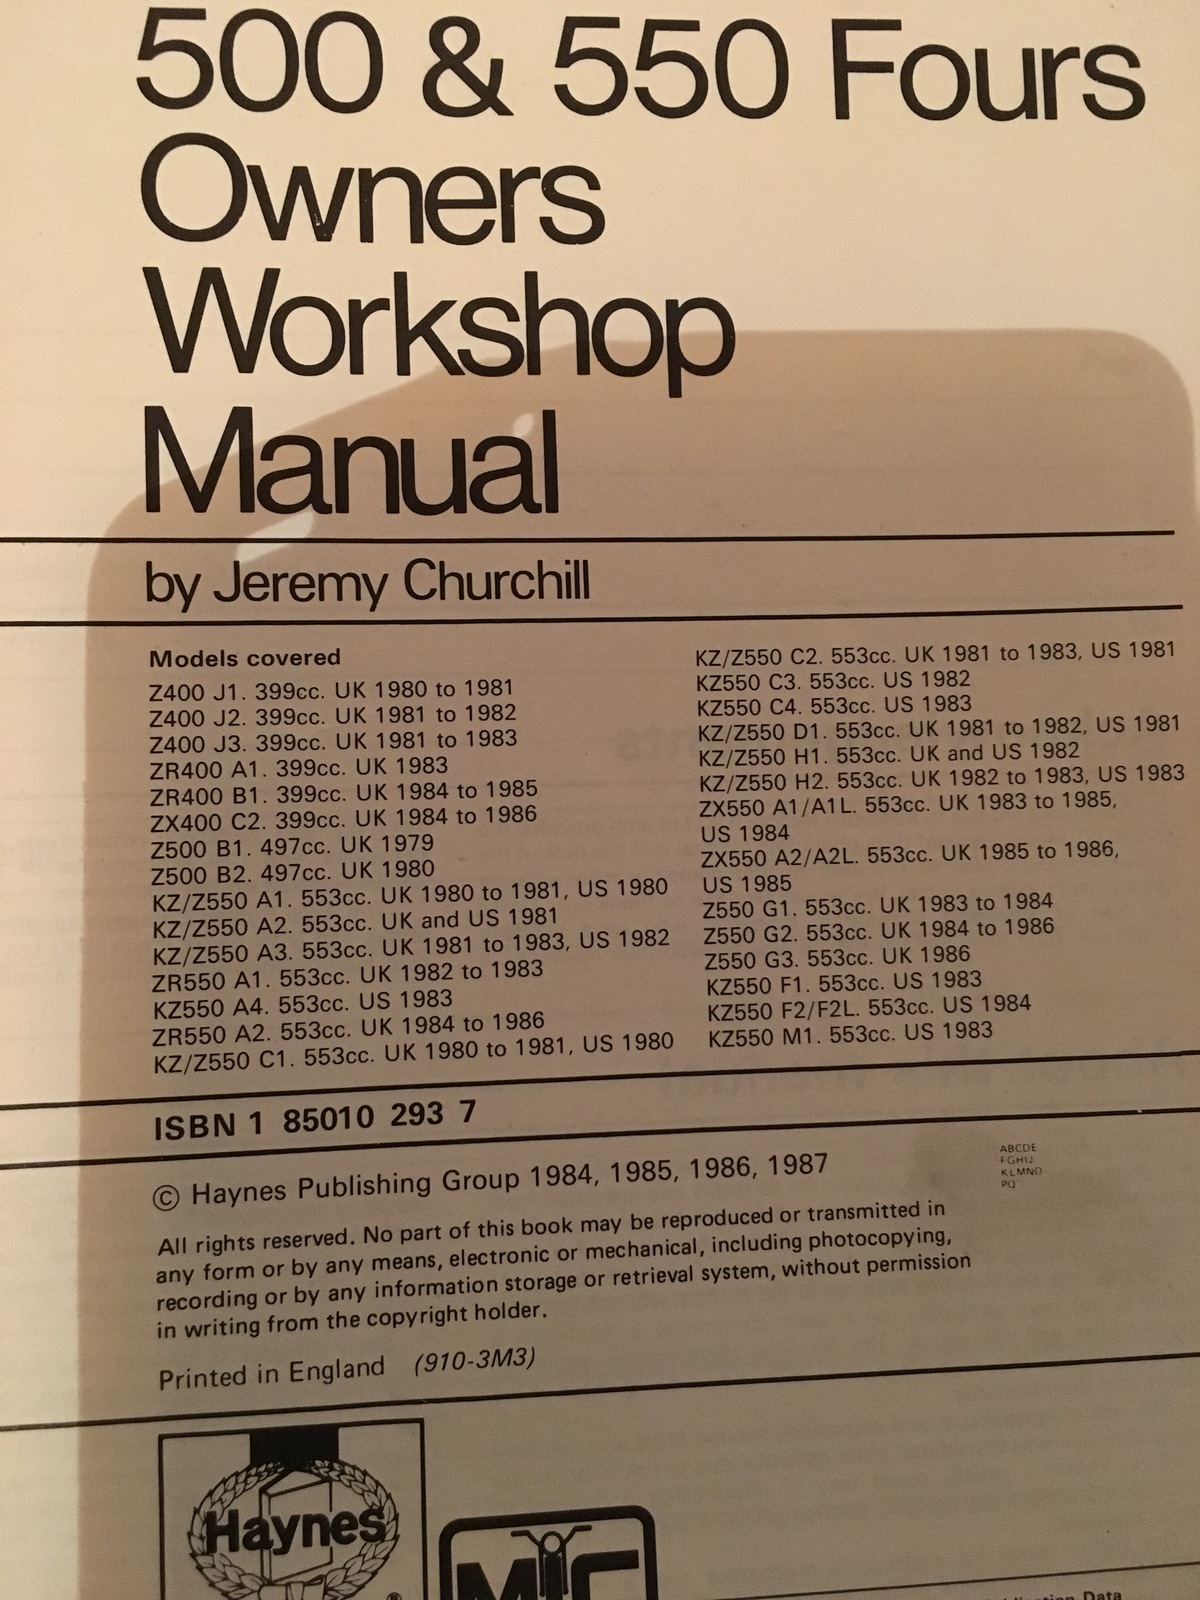 500 & 550 Fours
Owners
Workshop
Manual
by Jeremy Churchill
Models covered
Z400 J1. 399cc. UK 1980 to 1981
Z400 J2. 399cc. UK 1981 to 1982
Z400 J3. 399cc. UK 1981 to 1983
ZR400 A1. 399cc. UK 1983
ZR400 B1. 399cc. UK 1984 to 1985
ZX400 C2. 399cc. UK 1984 to 1986
Z500 B1. 497cc. UK 1979
Z500 B2. 497cc. UK 1980
KZ/Z550 A1. 553cc. UK 1980 to 1981, US 1980
KZ/Z550 A2. 553cc. UK and US 1981
KZ/Z550 A3. 553cc. UK 1981 to 1983, US 1982
ZR550 A1. 553cc. UK 1982 to 1983
KZ550 A4. 553cc. US 1983
ZR550 A2. 553cc. UK 1984 to 1986
KZ/Z550 C1. 553cc. UK 1980 to 1981, US 1980
KZ/Z550 C2. 553cc. UK 1981 to 1983, US 1981
KZ550 C3. 553cc. US 1982
KZ550 C4. 553cc. US 1983
KZ/Z550 D1. 553cc. UK 1981 to 1982, US 1981
KZ/Z550 H1. 553cc. UK and US 1982
KZ/Z550 H2. 553cc. UK 1982 to 1983, US 1983
ZX550 A1/A1L. 553cc. UK 1983 to 1985,
US 1984
ZX550 A2/A2L. 553cc. UK 1985 to 1986,
US 1985
Z550 G1. 553cc. UK 1983 to 1984
Z550 G2. 553cc. UK 1984 to 1986
Z550 G3. 553cc. UK 1986
KZ550 F1. 553cc. US 1983
KZ550 F2/F2L. 553cc. US 1984
KZ550 M1. 553cc. US 1983
ISBN 1 85010 293 7
© Haynes Publishing Group 1984, 1985, 1986, 1987
ABCDE
FGHIJ
KLMNO
PQ
All rights reserved. No part of this book may be reproduced or transmitted in
any form or by any means, electronic or mechanical, including photocopying,
recording or by any information storage or retrieval system, without permission
in writing from the copyright holder.
Printed in England (910-3M3)
Haynes
®
MIC
Data